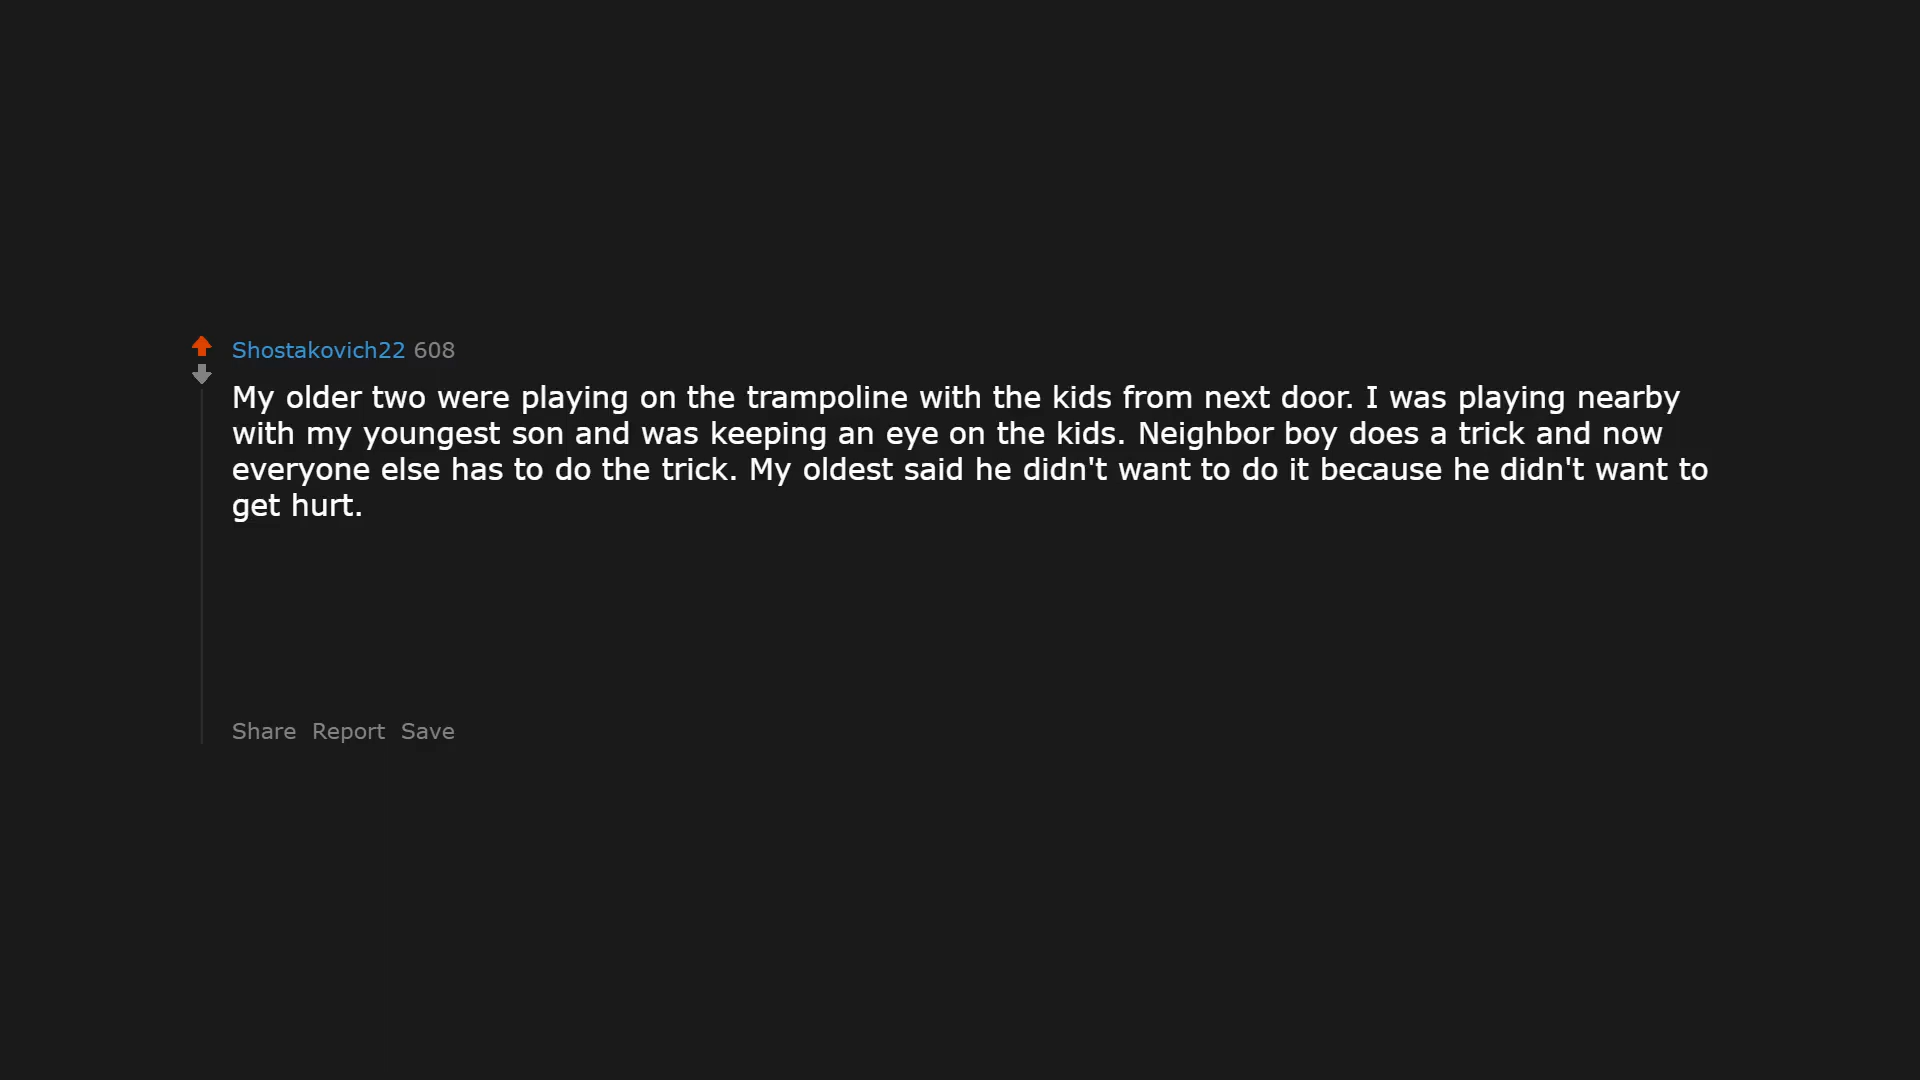 Shostakovich22 608
My older two were playing on the trampoline with the kids from next door. I was playing nearby
with my youngest son and was keeping an eye on the kids. Neighbor boy does a trick and now
everyone else has to do the trick. My oldest said he didn't want to do it because he didn't want to
get hurt.
Share Report Save